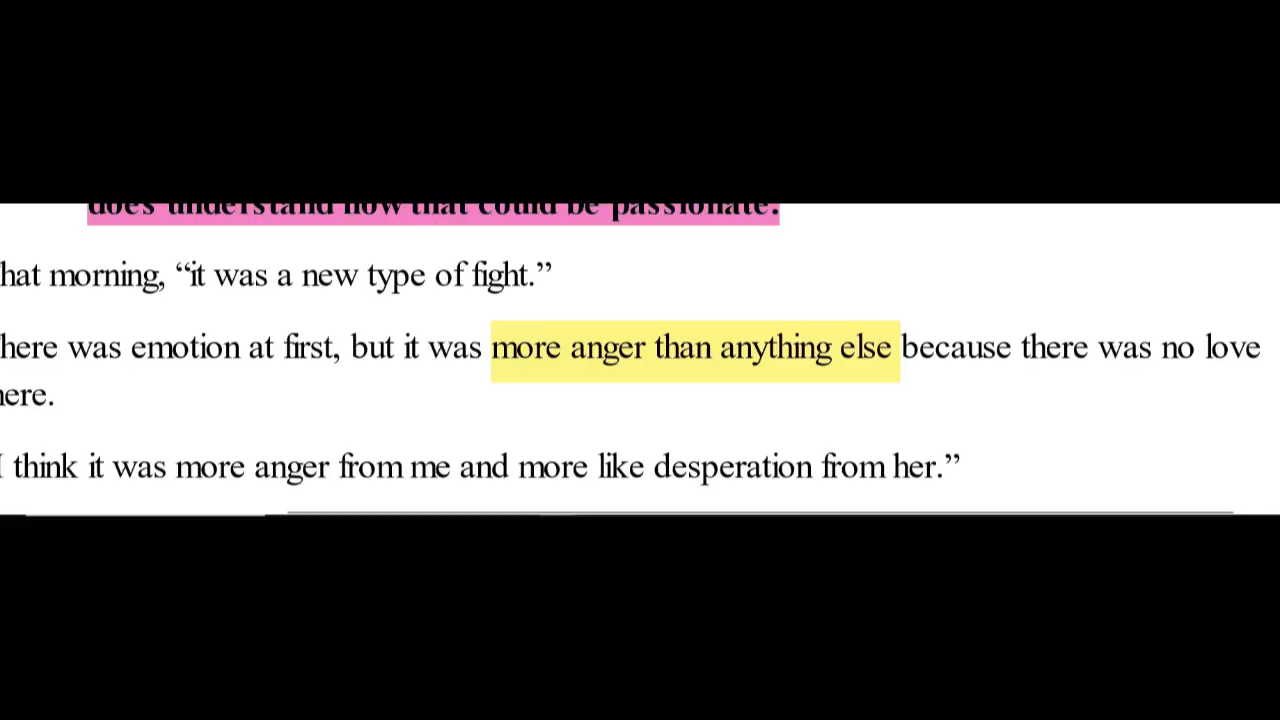 does understand how that could be passionate.
hat morning, “it was a new type of fight.”
here was emotion at first, but it was more anger than anything else because there was no love
here.
I think it was more anger from me and more like desperation from her.”